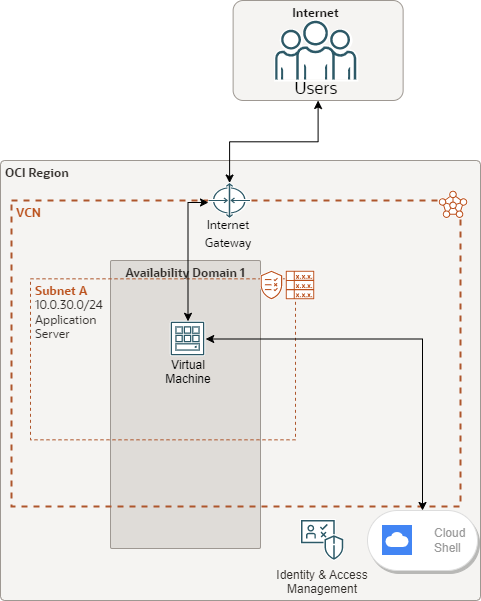 Internet
Users
OCI Region
VCN
Internet
Gateway
Availability Domain 1
Subnet A
10.0.30.0/24
Application
Server
x.x.x.
x.x.x.
x.x.x.
Virtual
Machine
Cloud
Shell
Identity & Access
Management